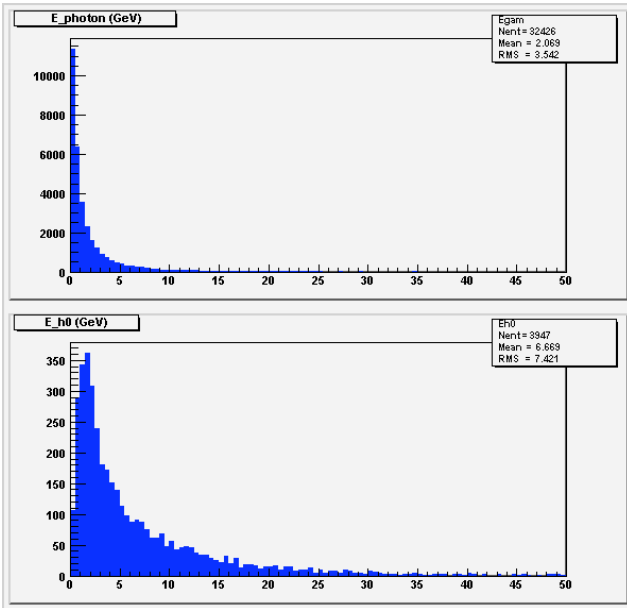 E_photon (GeV)
Egam
Nent = 32426
Mean = 2.069
RMS = 3.542
10000
8000
6000
4000
2000
0
0 5 10 15 20 25 30 35 40 45 50
E_h0 (GeV)
Eh0
Nent = 3947
Mean = 6.669
RMS = 7.421
350
300
250
200
150
100
50
0
0 5 10 15 20 25 30 35 40 45 50